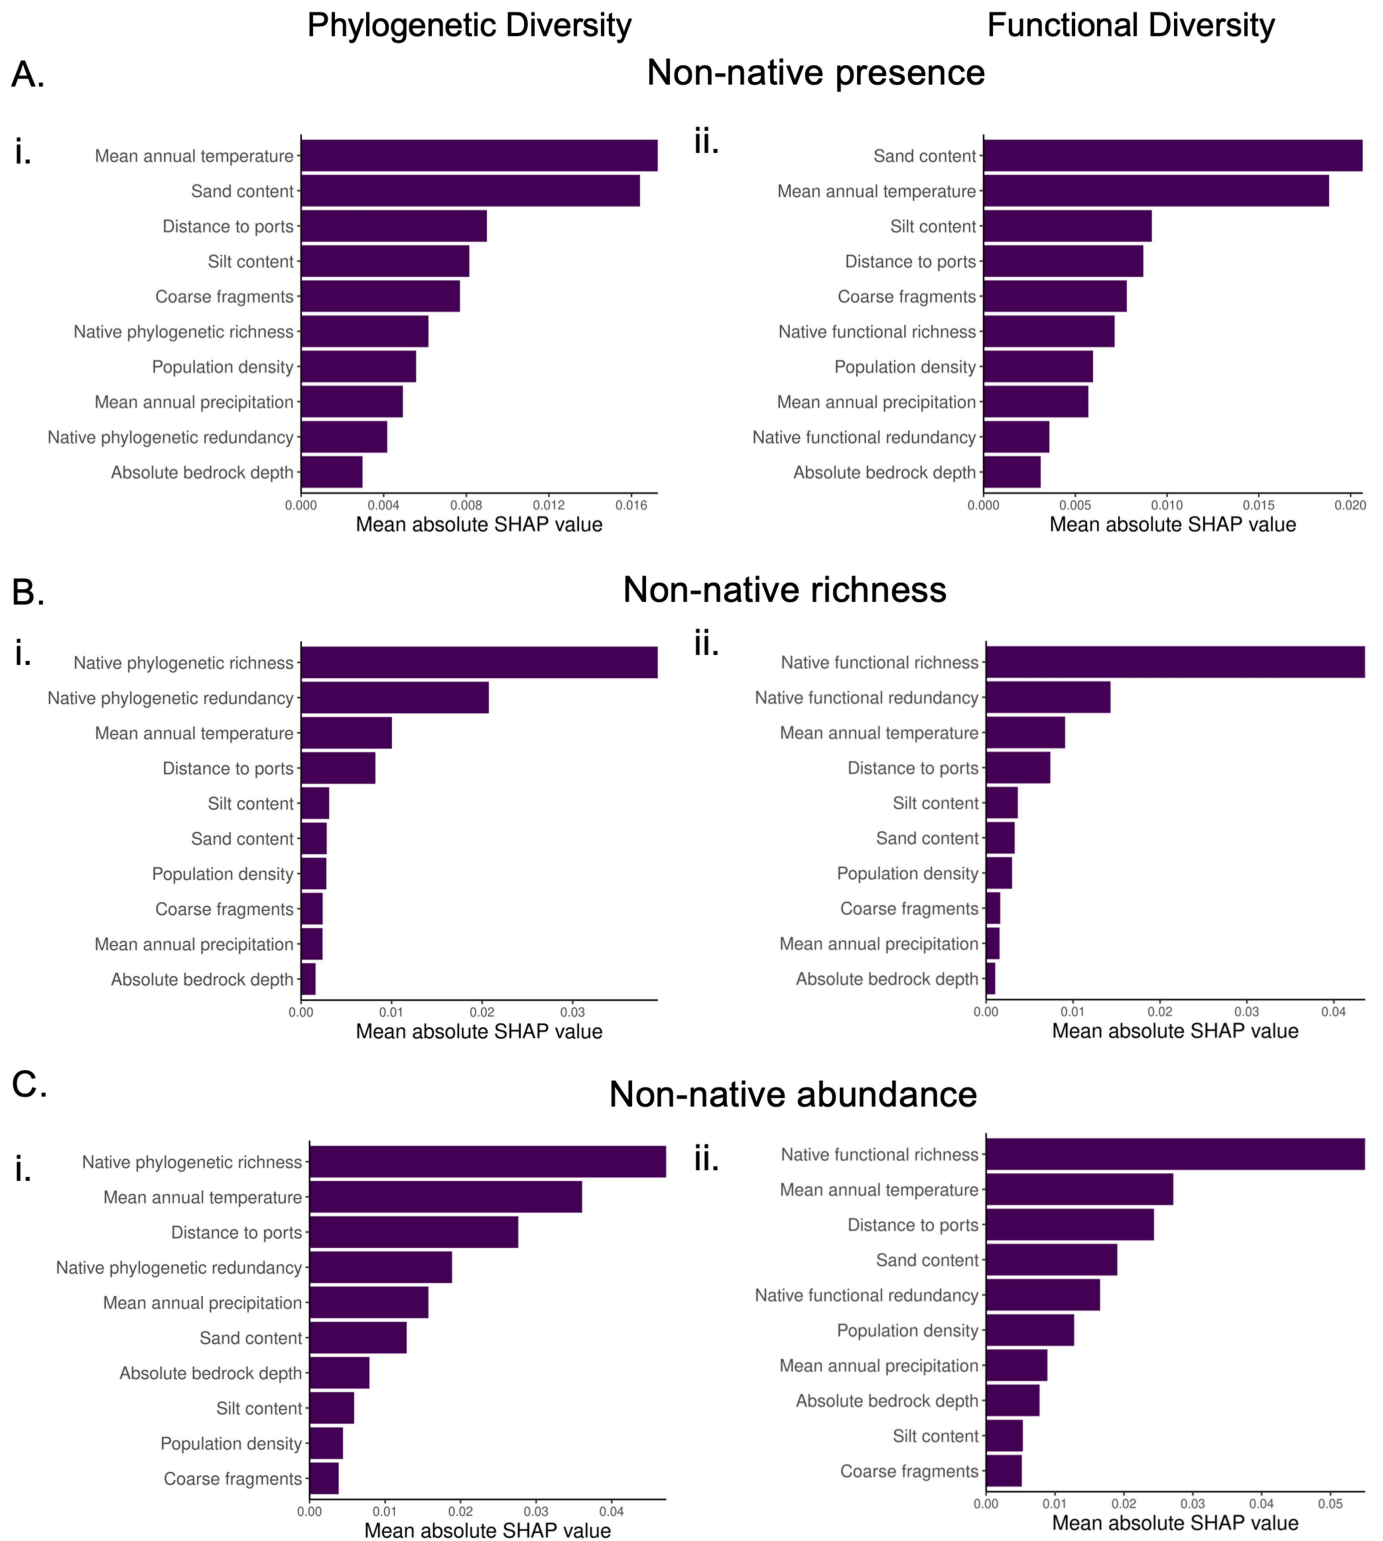 Phylogenetic Diversity
Functional Diversity
A.
Non-native presence
i.
Mean annual temperature
Sand content
Distance to ports
Silt content
Coarse fragments
Native phylogenetic richness
Population density
Mean annual precipitation
Native phylogenetic redundancy
Absolute bedrock depth
0.000 0.004 0.008 0.012 0.016
Mean absolute SHAP value
ii.
Sand content
Mean annual temperature
Silt content
Distance to ports
Coarse fragments
Native functional richness
Population density
Mean annual precipitation
Native functional redundancy
Absolute bedrock depth
0.000 0.005 0.010 0.015 0.020
Mean absolute SHAP value
B.
Non-native richness
i.
Native phylogenetic richness
Native phylogenetic redundancy
Mean annual temperature
Distance to ports
Silt content
Sand content
Population density
Coarse fragments
Mean annual precipitation
Absolute bedrock depth
0.00 0.01 0.02 0.03
Mean absolute SHAP value
ii.
Native functional richness
Native functional redundancy
Mean annual temperature
Distance to ports
Silt content
Sand content
Population density
Coarse fragments
Mean annual precipitation
Absolute bedrock depth
0.00 0.01 0.02 0.03 0.04
Mean absolute SHAP value
C.
Non-native abundance
i.
Native phylogenetic richness
Mean annual temperature
Distance to ports
Native phylogenetic redundancy
Mean annual precipitation
Sand content
Absolute bedrock depth
Silt content
Population density
Coarse fragments
0.00 0.01 0.02 0.03 0.04
Mean absolute SHAP value
ii.
Native functional richness
Mean annual temperature
Distance to ports
Sand content
Native functional redundancy
Population density
Mean annual precipitation
Absolute bedrock depth
Silt content
Coarse fragments
0.00 0.01 0.02 0.03 0.04 0.05
Mean absolute SHAP value